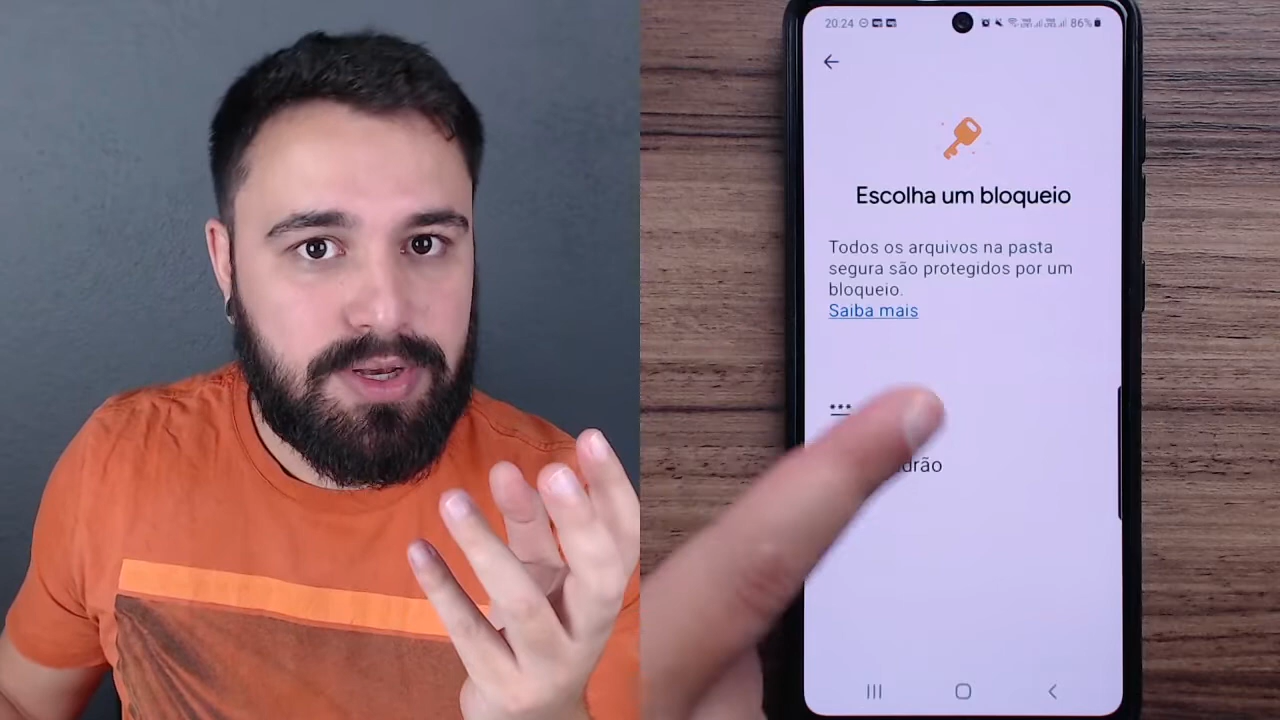 20:24
86%
Escolha um bloqueio
Todos os arquivos na pasta
segura são protegidos por um
bloqueio.
Saiba mais
***